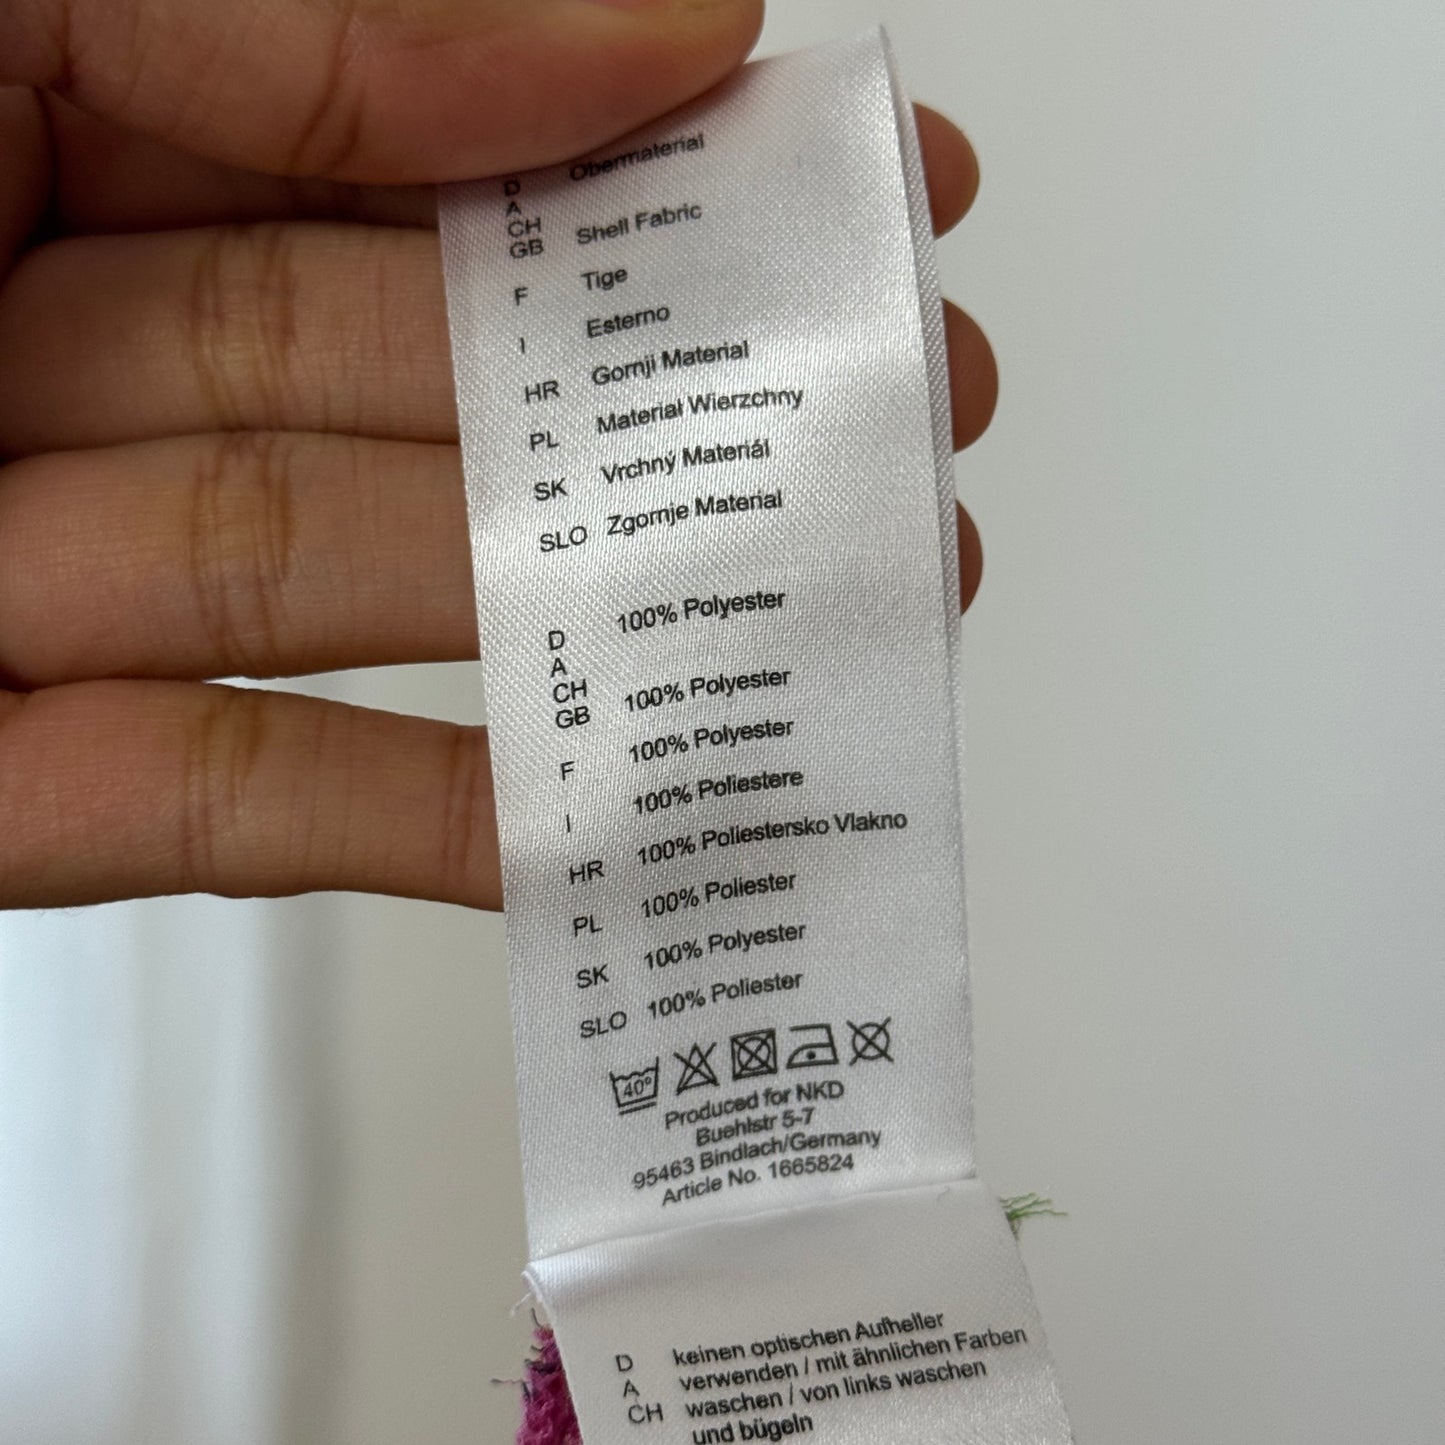 D Obermaterial
A
CH
GB Shell Fabric
F Tige
I Esterno
HR Gornji Material
PL Materiał Wierzchny
SK Vrchný Materiál
SLO Zgornje Material
D 100% Polyester
A
CH
GB 100% Polyester
F 100% Polyester
I 100% Poliestere
HR 100% Poliestersko Vlakno
PL 100% Poliester
SK 100% Polyester
SLO 100% Poliester
40°
Produced for NKD
Buehlstr 5-7
95463 Bindlach/Germany
Article No. 1665824
D keinen optischen Aufheller
A verwenden / mit ähnlichen Farben
CH waschen / von links waschen
und bügeln